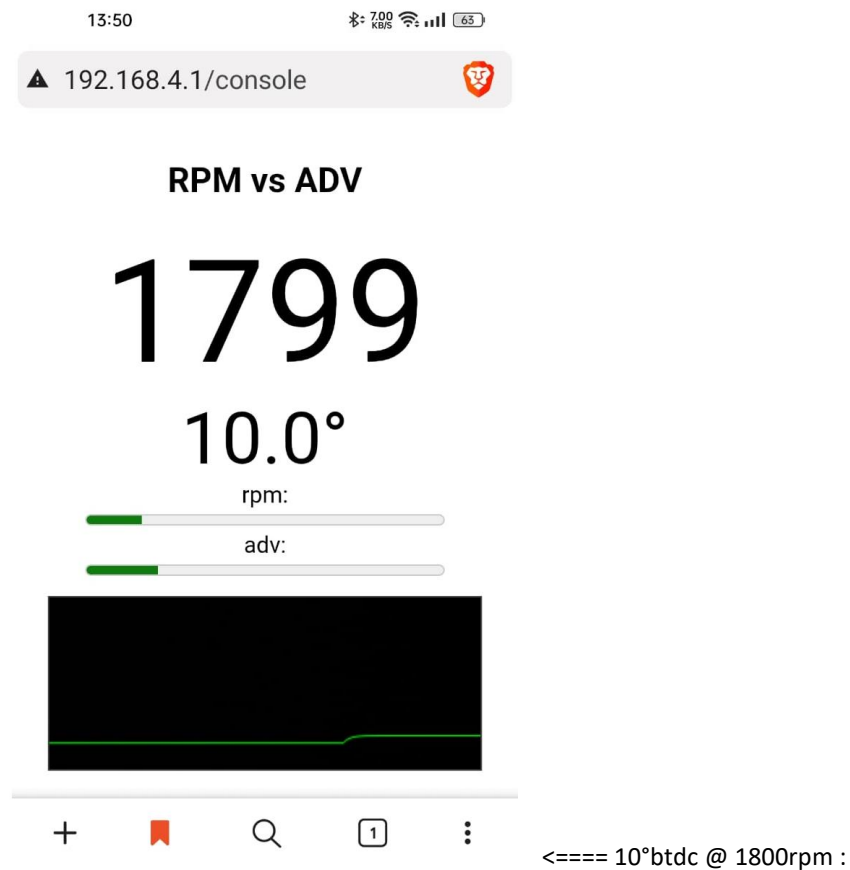 13:50 7.00 KB/S 63
192.168.4.1/console
RPM vs ADV
1799
10.0°
rpm:
adv:
1
<==== 10°btdc @ 1800rpm :